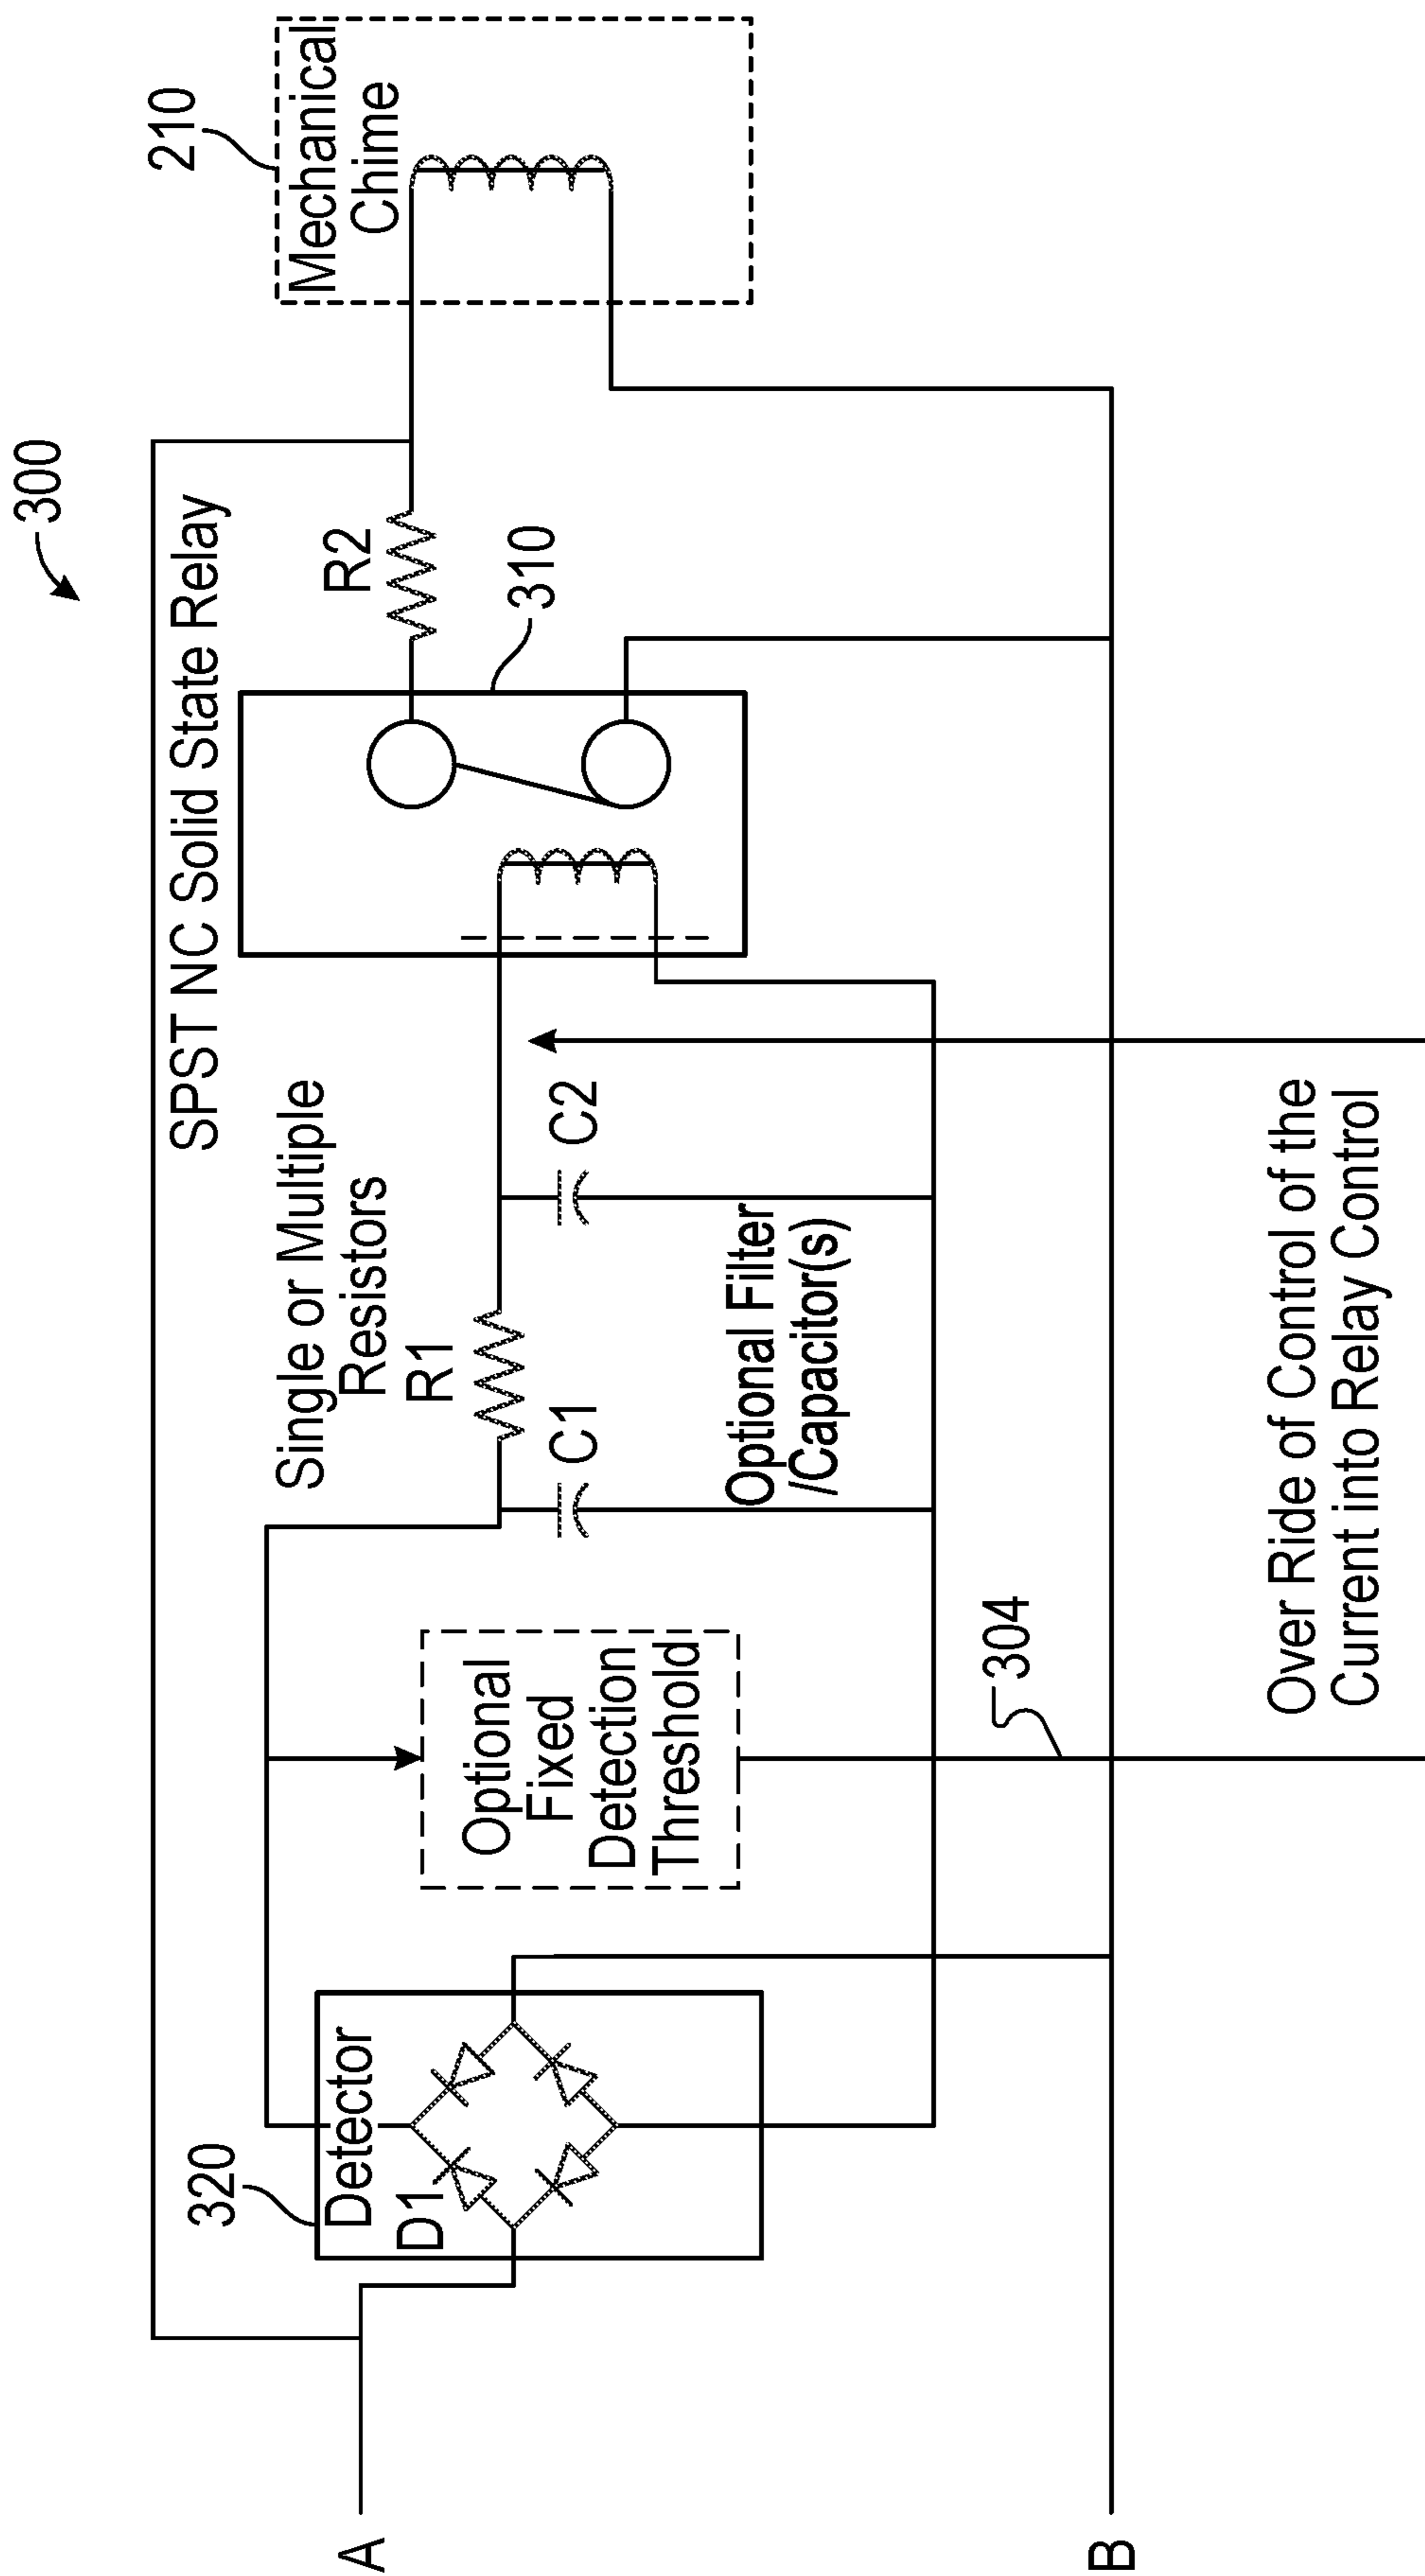 300
210
Mechanical
Chime
SPST NC Solid State Relay
R2
310
Single or Multiple
Resistors
R1
C1
C2
Optional Filter
/Capacitor(s)
320
Detector
D1
Optional
Fixed
Detection
Threshold
304
Over Ride of Control of the
Current into Relay Control
A
B